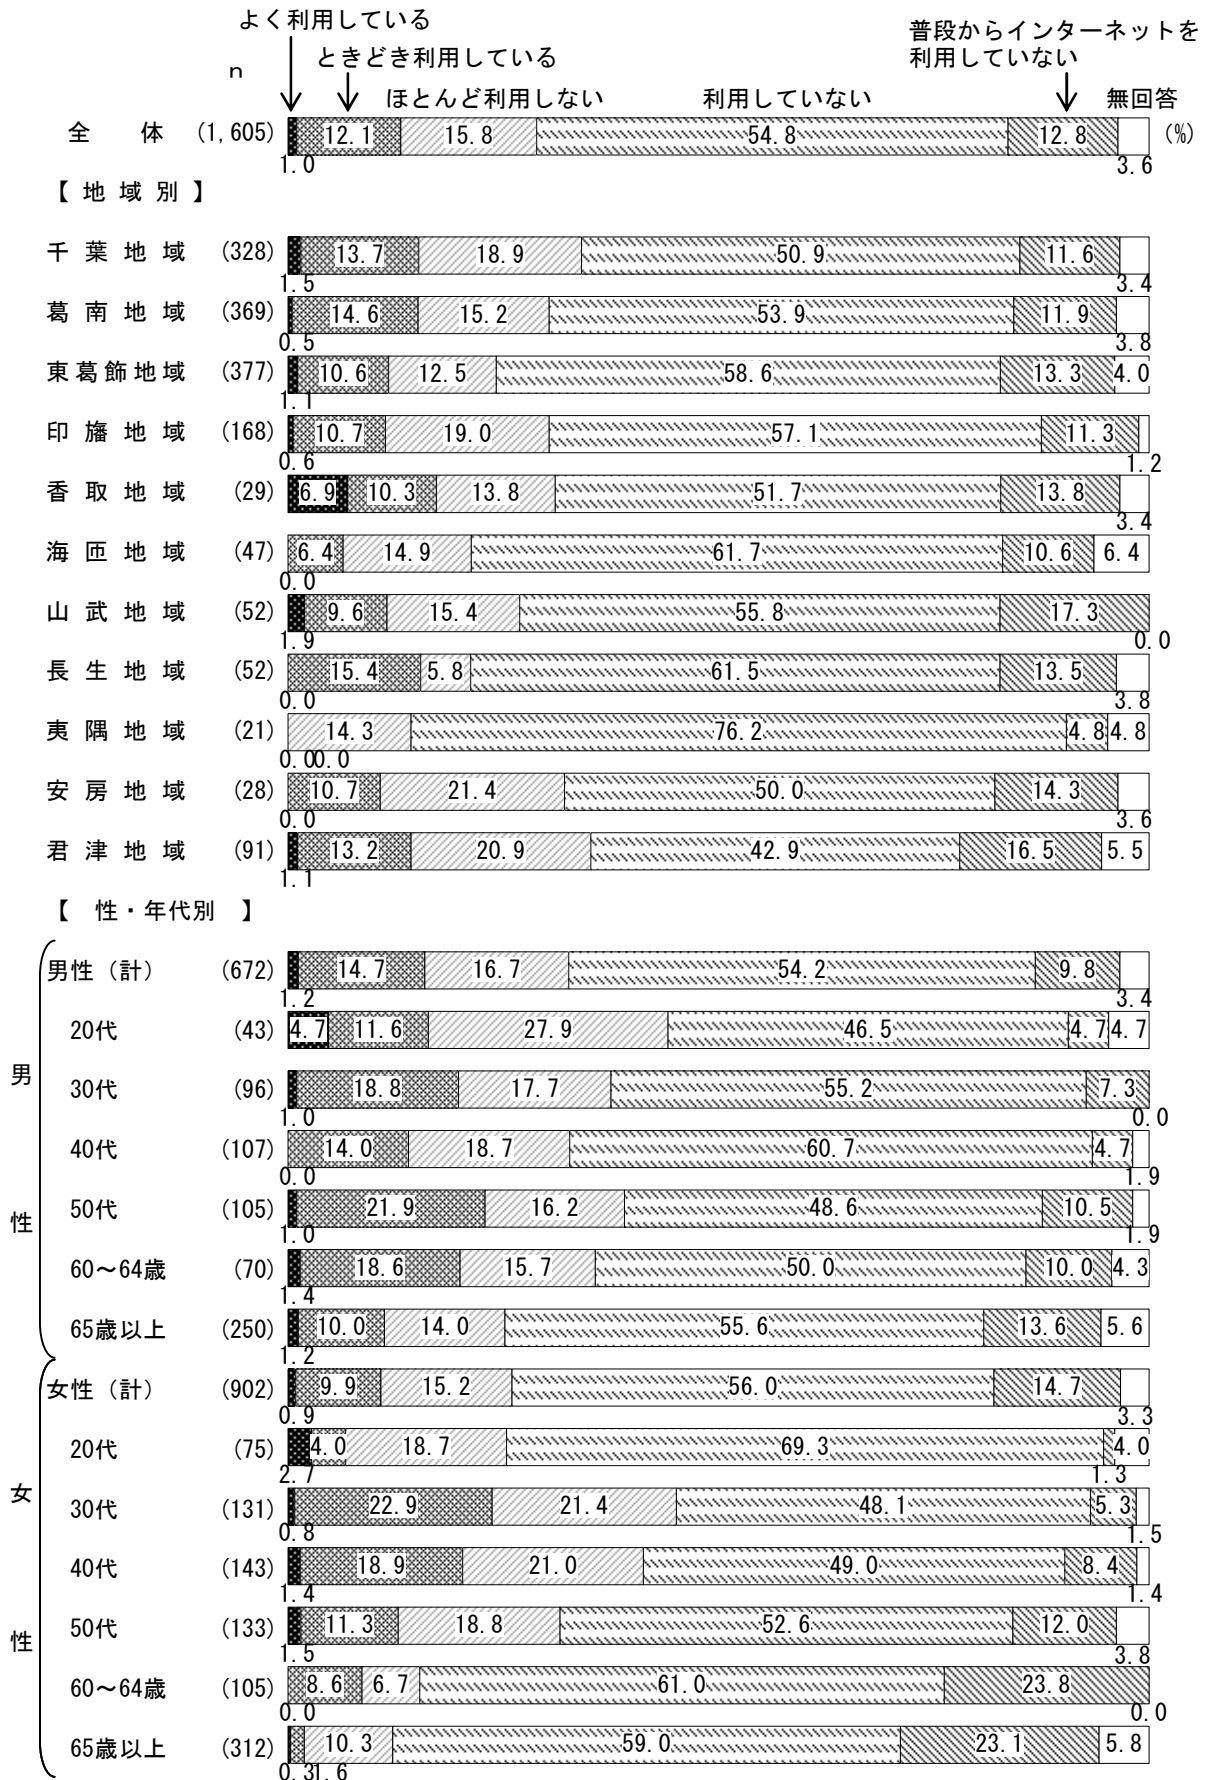 よく利用している
ときどき利用している
普段からインターネットを
利用していない
n
ほとんど利用しない 利用していない 無回答
全 体 (1,605) 12.1 15.8 54.8 12.8 (%)
1.0 3.6
【 地 域 別 】
千 葉 地 域 (328) 13.7 18.9 50.9 11.6
1.5 3.4
葛 南 地 域 (369) 14.6 15.2 53.9 11.9
0.5 3.8
東葛飾地域 (377) 10.6 12.5 58.6 13.3 4.0
1.1
印 旛 地 域 (168) 10.7 19.0 57.1 11.3
0.6 1.2
香 取 地 域 (29) 6.9 10.3 13.8 51.7 13.8
3.4
海 匝 地 域 (47) 6.4 14.9 61.7 10.6 6.4
0.0
山 武 地 域 (52) 9.6 15.4 55.8 17.3
1.9 0.0
長 生 地 域 (52) 15.4 5.8 61.5 13.5
0.0 3.8
夷 隅 地 域 (21) 14.3 76.2 4.8 4.8
0.0 0.0
安 房 地 域 (28) 10.7 21.4 50.0 14.3
0.0 3.6
君 津 地 域 (91) 13.2 20.9 42.9 16.5 5.5
1.1
【 性・年代別 】
男性（計） (672) 14.7 16.7 54.2 9.8
1.2 3.4
20代 (43) 4.7 11.6 27.9 46.5 4.7 4.7
男
30代 (96) 18.8 17.7 55.2 7.3
1.0 0.0
40代 (107) 14.0 18.7 60.7 4.7
0.0 1.9
性
50代 (105) 21.9 16.2 48.6 10.5
1.0 1.9
60～64歳 (70) 18.6 15.7 50.0 10.0 4.3
1.4
65歳以上 (250) 10.0 14.0 55.6 13.6 5.6
1.2
女性（計） (902) 9.9 15.2 56.0 14.7
0.9 3.3
20代 (75) 4.0 18.7 69.3 4.0
2.7 1.3
女
30代 (131) 22.9 21.4 48.1 5.3
0.8 1.5
40代 (143) 18.9 21.0 49.0 8.4
1.4 1.4
性
50代 (133) 11.3 18.8 52.6 12.0
1.5 3.8
60～64歳 (105) 8.6 6.7 61.0 23.8
0.0 0.0
65歳以上 (312) 10.3 59.0 23.1 5.8
0.3 1.6